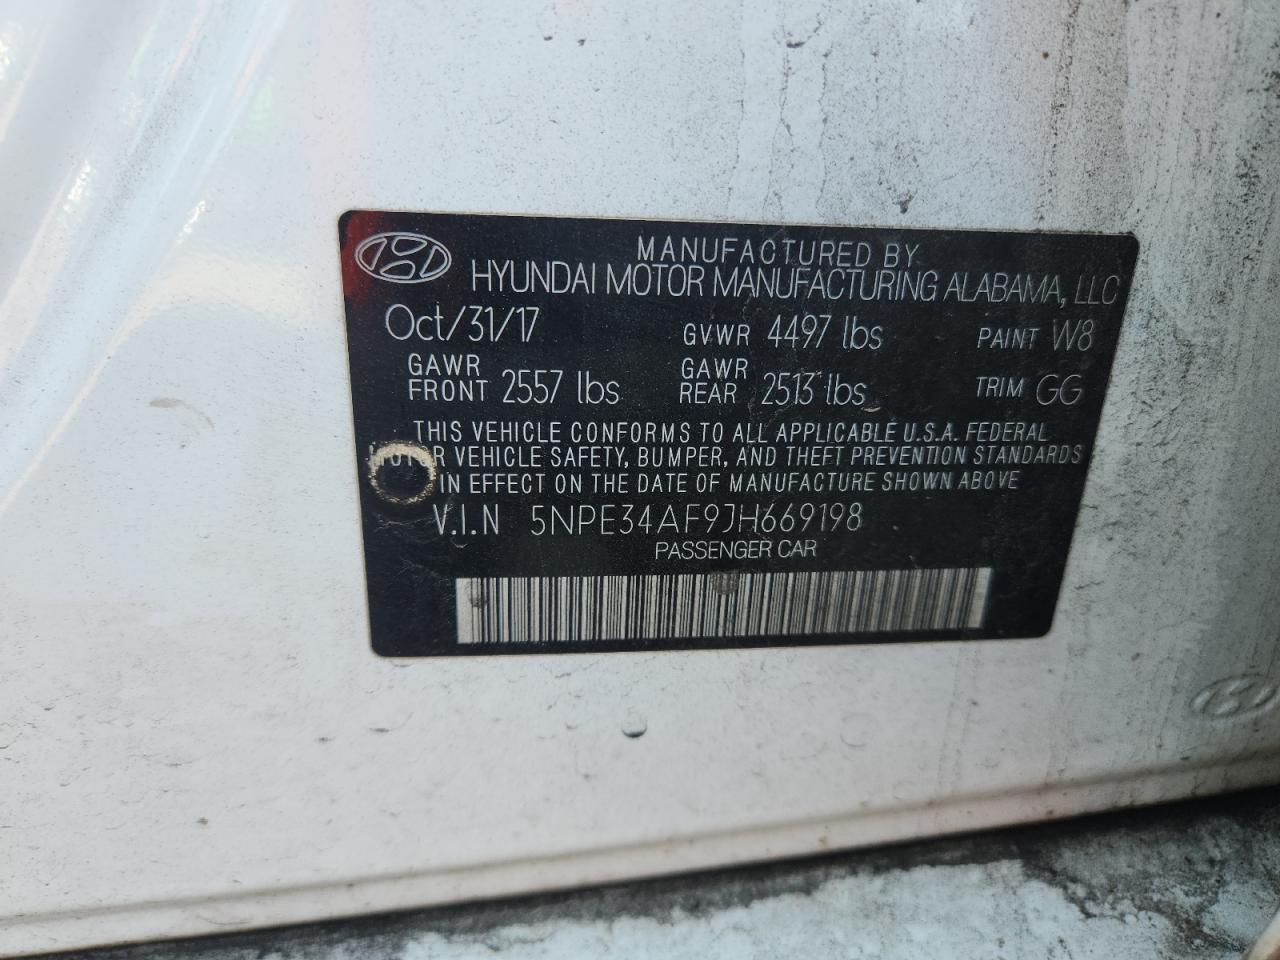 MANUFACTURED BY
HYUNDAI MOTOR MANUFACTURING ALABAMA, LLC
Oct/31/17 GVWR 4497 lbs PAINT W8
GAWR FRONT 2557 lbs GAWR REAR 2513 lbs TRIM GG
THIS VEHICLE CONFORMS TO ALL APPLICABLE U.S.A. FEDERAL
MOTOR VEHICLE SAFETY, BUMPER, AND THEFT PREVENTION STANDARDS
IN EFFECT ON THE DATE OF MANUFACTURE SHOWN ABOVE
V.I.N 5NPE34AF9JH669198
PASSENGER CAR